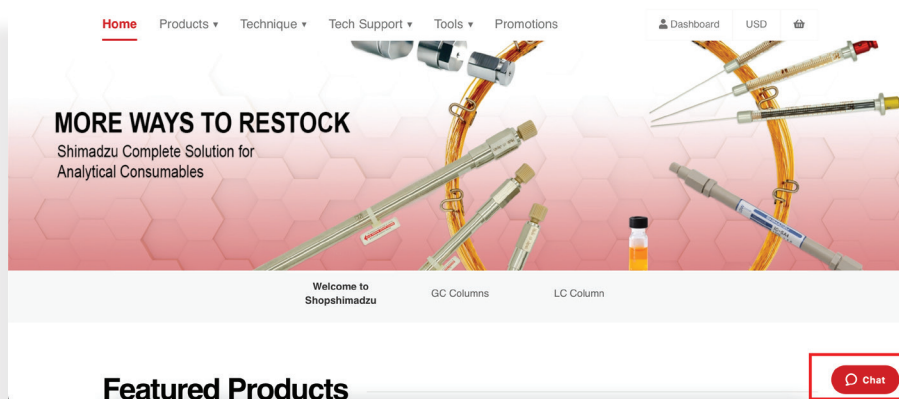 Home Products ▾ Technique ▾ Tech Support ▾ Tools ▾ Promotions Dashboard USD
MORE WAYS TO RESTOCK
Shimadzu Complete Solution for
Analytical Consumables
Welcome to
Shopshimadzu
GC Columns
LC Column
Featured Products
Chat